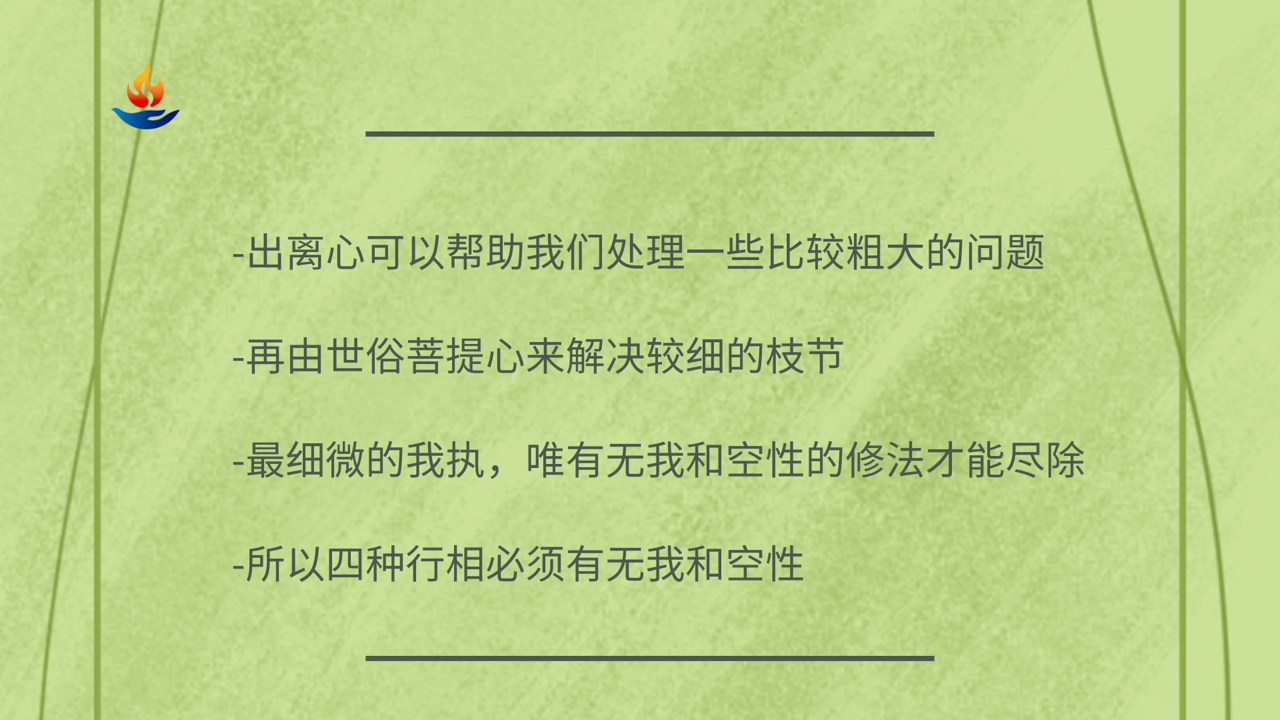 -出离心可以帮助我们处理一些比较粗大的问题
-再由世俗菩提心来解决较细的枝节
-最细微的我执，唯有无我和空性的修法才能尽除
-所以四种行相必须有无我和空性